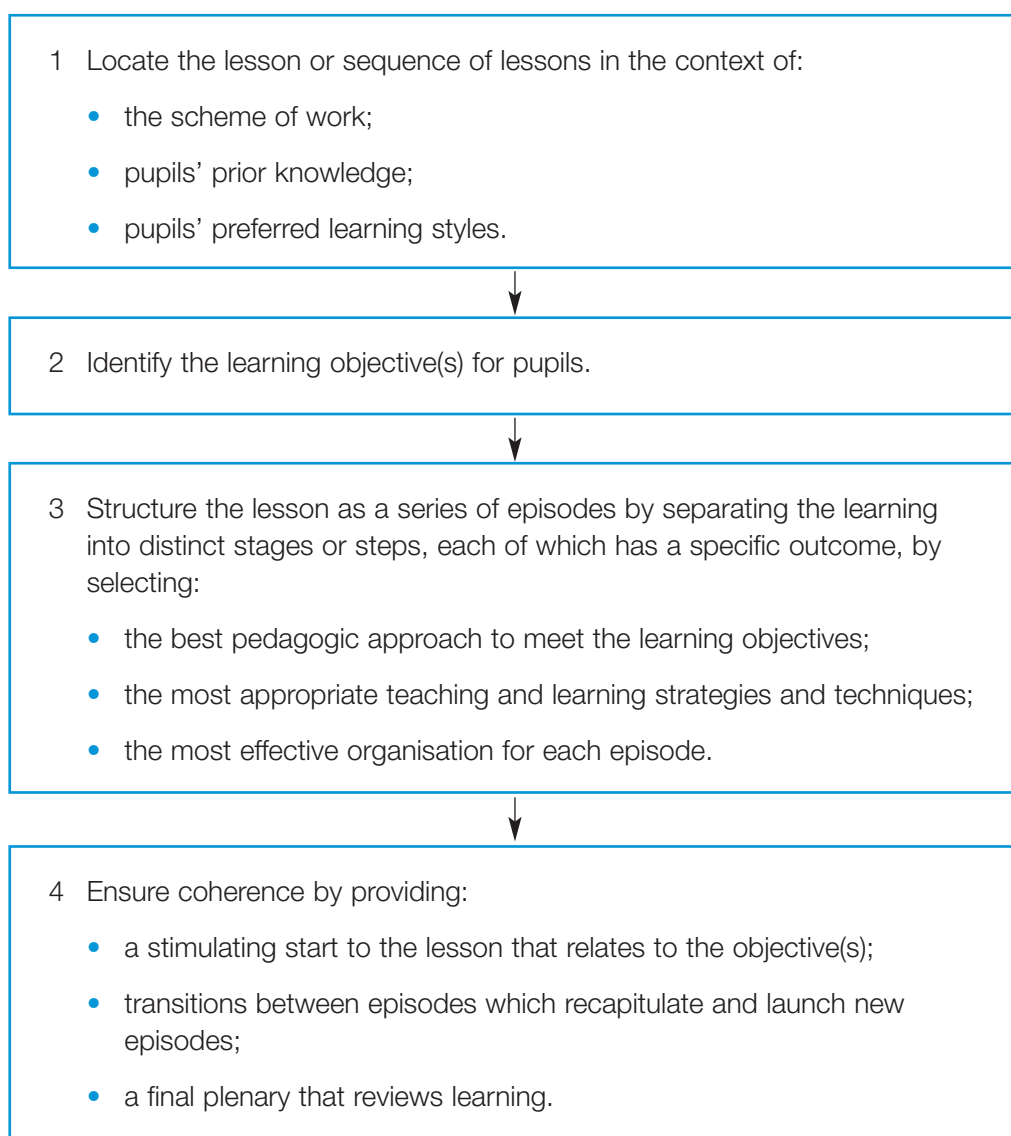 1 Locate the lesson or sequence of lessons in the context of:
• the scheme of work;
• pupils’ prior knowledge;
• pupils’ preferred learning styles.
2 Identify the learning objective(s) for pupils.
3 Structure the lesson as a series of episodes by separating the learning
into distinct stages or steps, each of which has a specific outcome, by
selecting:
• the best pedagogic approach to meet the learning objectives;
• the most appropriate teaching and learning strategies and techniques;
• the most effective organisation for each episode.
4 Ensure coherence by providing:
• a stimulating start to the lesson that relates to the objective(s);
• transitions between episodes which recapitulate and launch new
episodes;
• a final plenary that reviews learning.